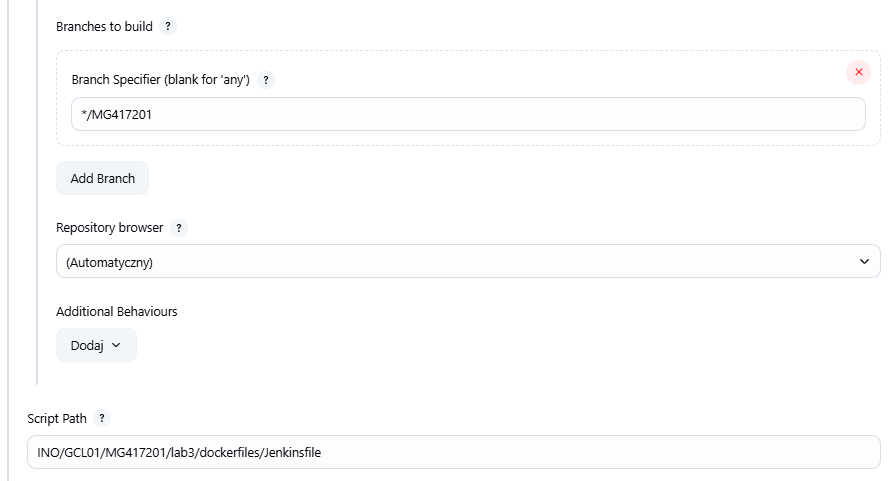 Branches to build ?
Branch Specifier (blank for 'any') ?
×
*/MG417201
Add Branch
Repository browser ?
(Automatyczny)
Additional Behaviours
Dodaj
Script Path ?
INO/GCL01/MG417201/lab3/dockerfiles/Jenkinsfile